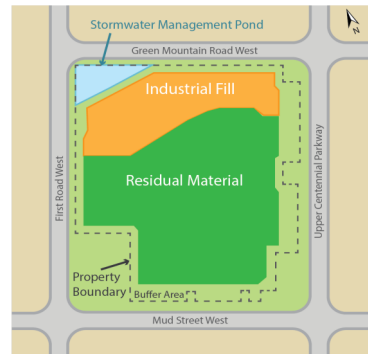 Stormwater Management Pond
Green Mountain Road West
N
Industrial Fill
Residual Material
First Road West
Upper Centennial Parkway
Property
Boundary
Buffer Area
Mud Street West